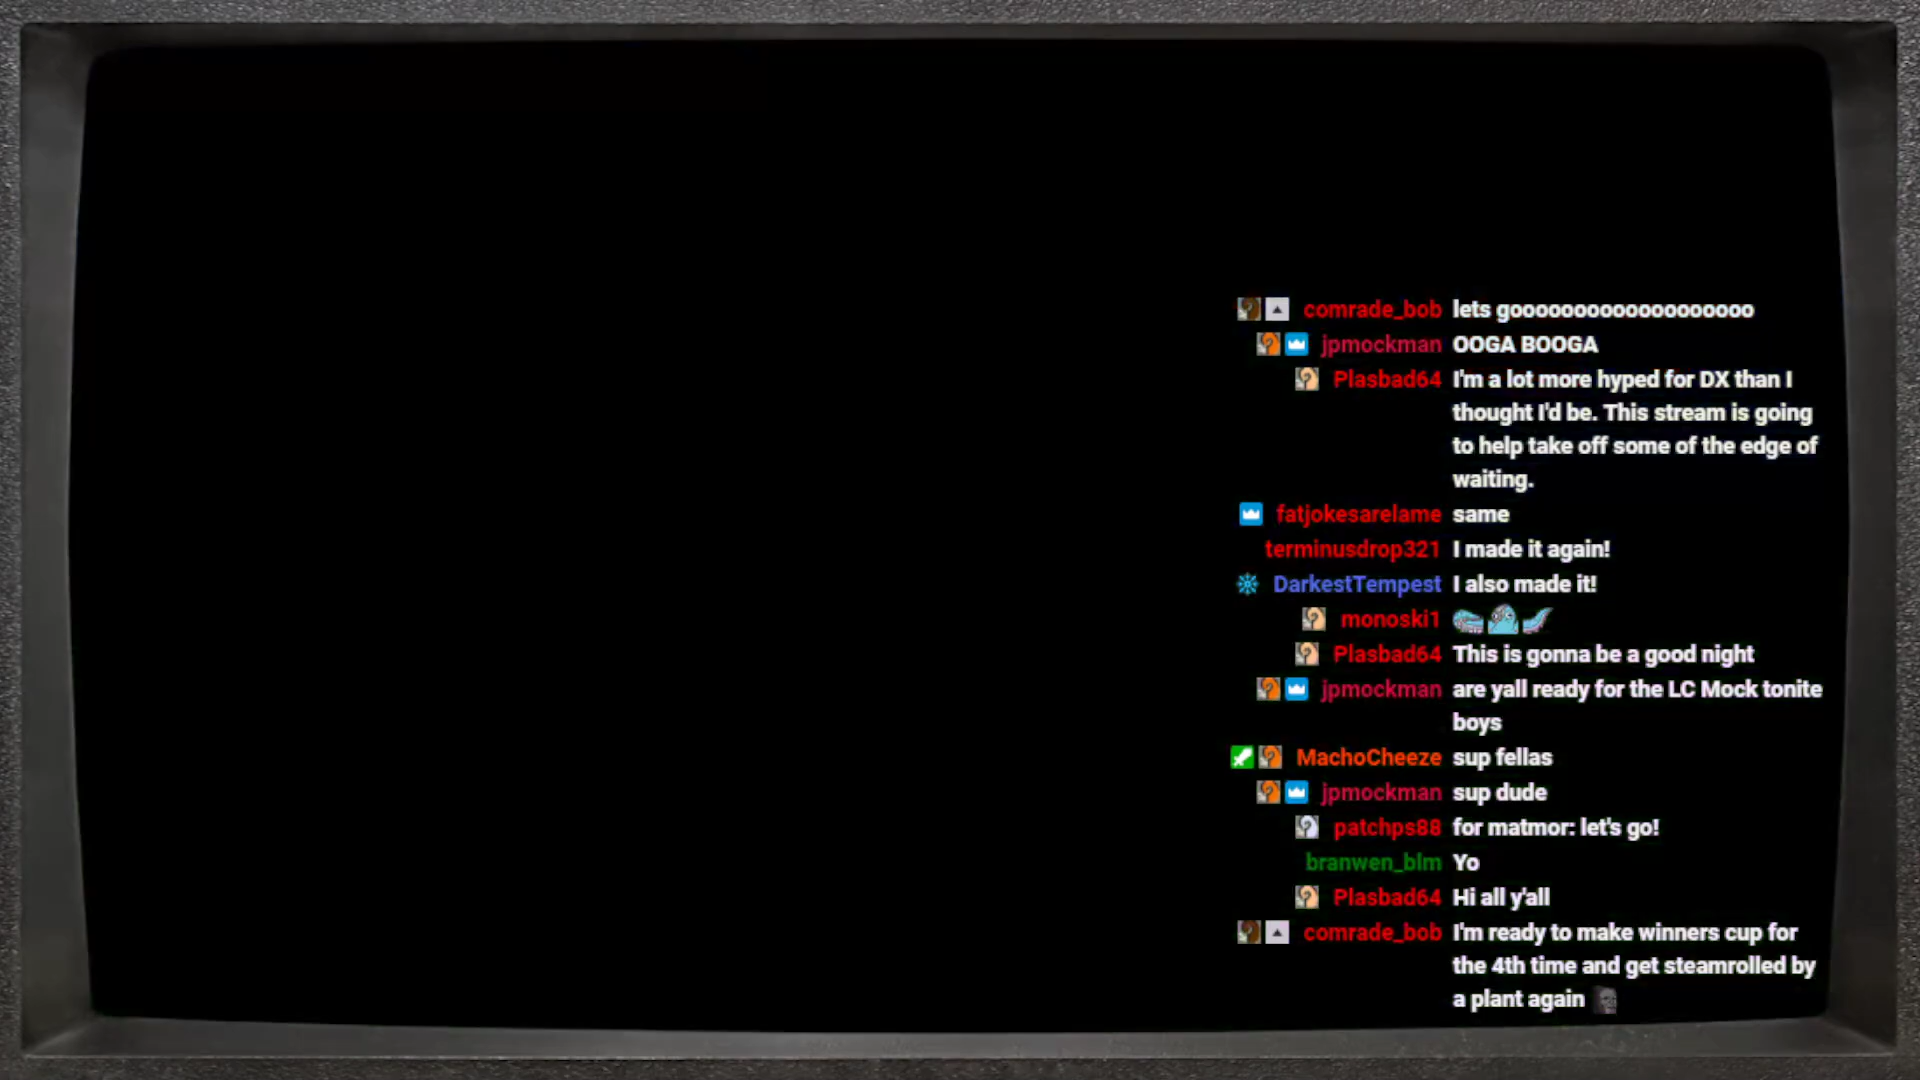 comrade_bob lets gooooooooooooooooooo
jpmockman OOGA BOOGA
Plasbad64 I'm a lot more hyped for DX than I
thought I'd be. This stream is going
to help take off some of the edge of
waiting.
fatjokesarelame same
terminusdrop321 I made it again!
DarkestTempest I also made it!
monoski1
Plasbad64 This is gonna be a good night
jpmockman are yall ready for the LC Mock tonite
boys
MachoCheeze sup fellas
jpmockman sup dude
patchps88 for matmor: let's go!
branwen_blm Yo
Plasbad64 Hi all y'all
comrade_bob I'm ready to make winners cup for
the 4th time and get steamrolled by
a plant again